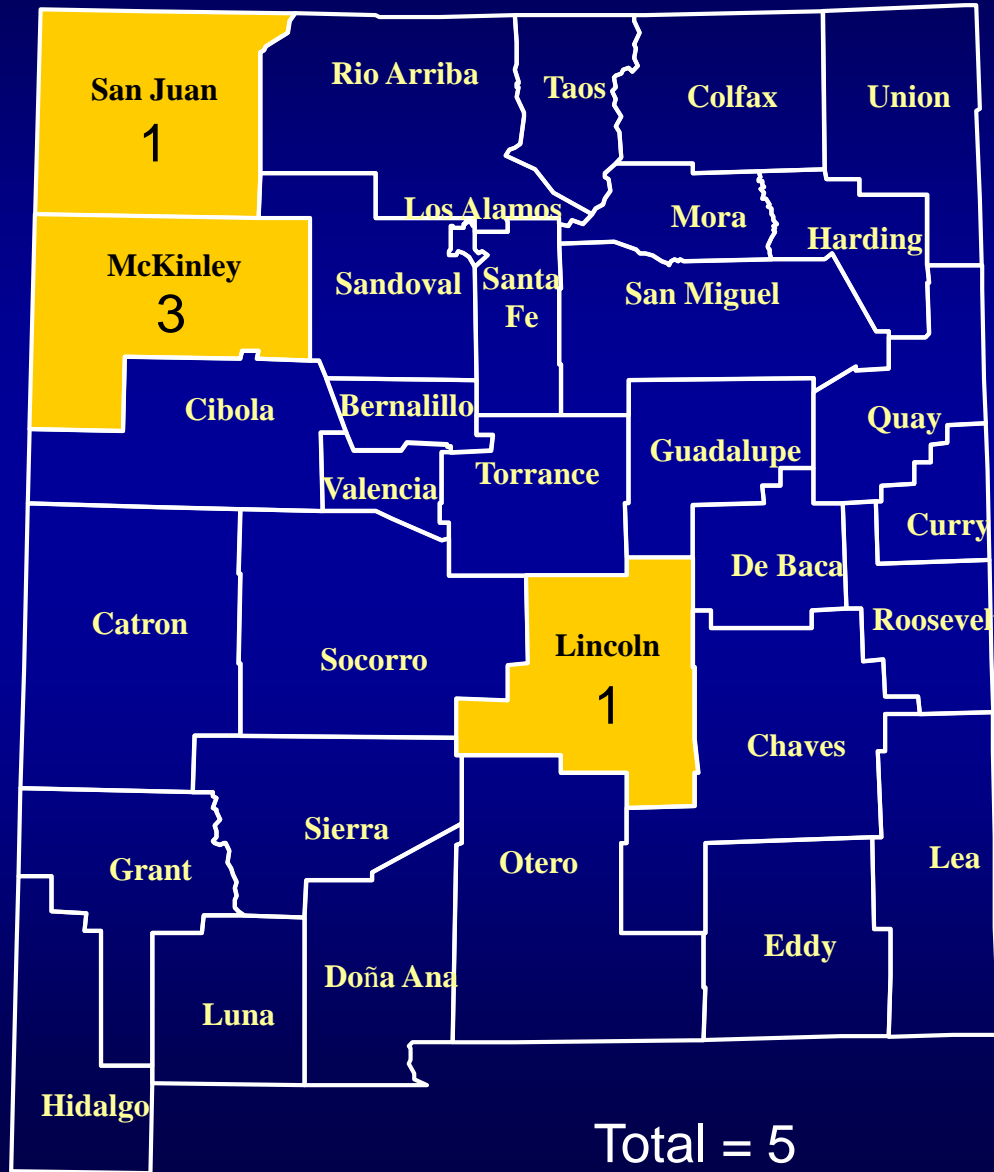 San Juan
1
Rio Arriba
Taos
Colfax
Union
Los Alamos
Mora
Harding
McKinley
3
Sandoval
Santa
Fe
San Miguel
Cibola
Bernalillo
Quay
Guadalupe
Torrance
Valencia
Curry
De Baca
Catron
Roosevel
Socorro
Lincoln
1
Chaves
Sierra
Grant
Otero
Lea
Eddy
Doña Ana
Luna
Hidalgo
Total = 5